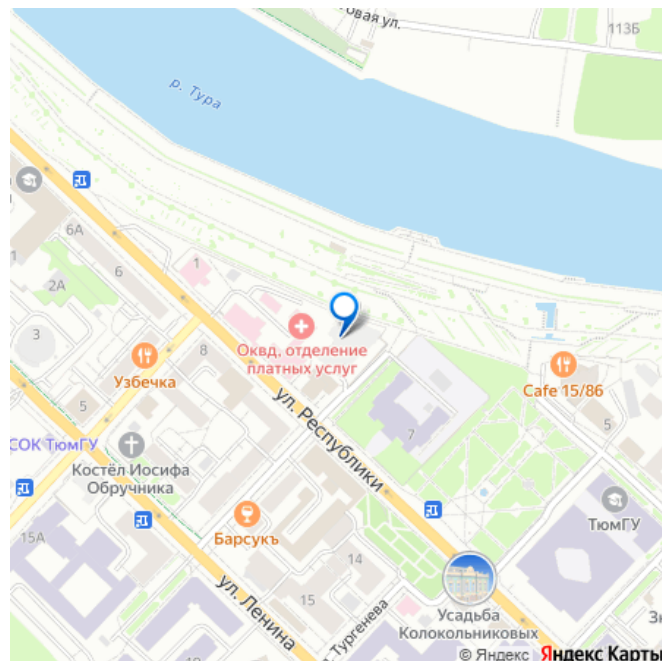 овая ул.
113Б
р. Тура
6А
6
1
2А
3
8
Оквд, отделение
платных услуг
Узбечка
Cafe 15/86
5
5
ул. Республики
7
СОК ТюмГУ
Костёл Иосифа
Обручника
ТюмГУ
15А
Барсукъ
14
ул. Ленина
15
Тургенева
Усадьба
Колокольниковых
Зн
© Яндекс Яндекс Карты